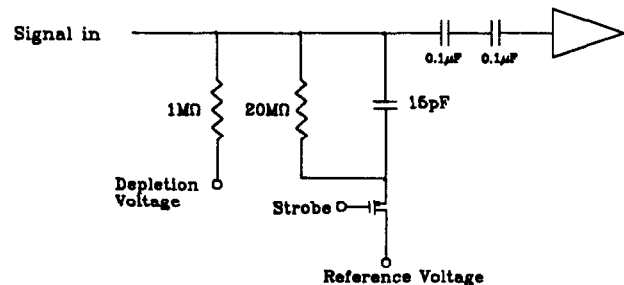 Signal in
0.1µF
0.1µF
1MΩ
20MΩ
15pF
Depletion
Voltage
Strobe
Reference Voltage